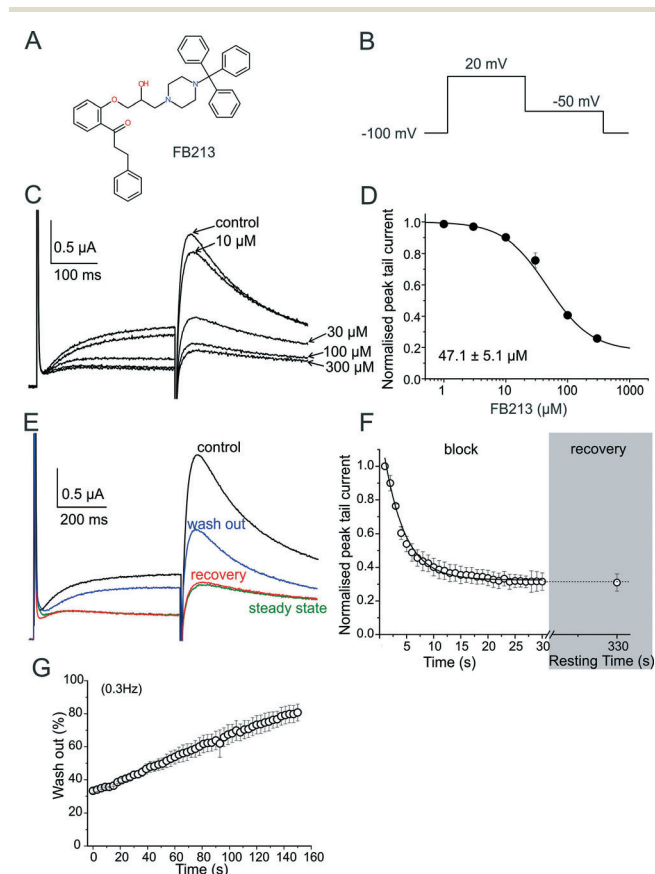 A
OH
N
N
O
O
FB213
B
20 mV
-50 mV
-100 mV
C
control
10 µM
0.5 µA
100 ms
30 µM
100 µM
300 µM
D
Normalised peak tail current
1.0
0.8
0.6
0.4
0.2
0.0
47.1 ± 5.1 µM
1 10 100 1000
FB213 (µM)
E
control
0.5 µA
200 ms
wash out
recovery
steady state
F
block
recovery
Normalised peak tail current
1.0
0.8
0.6
0.4
0.2
0.0
5 10 15 20 25 30 330
Time (s)
Resting Time (s)
G
(0.3Hz)
Wash out (%)
100
80
60
40
20
0
0 20 40 60 80 100 120 140 160
Time (s)